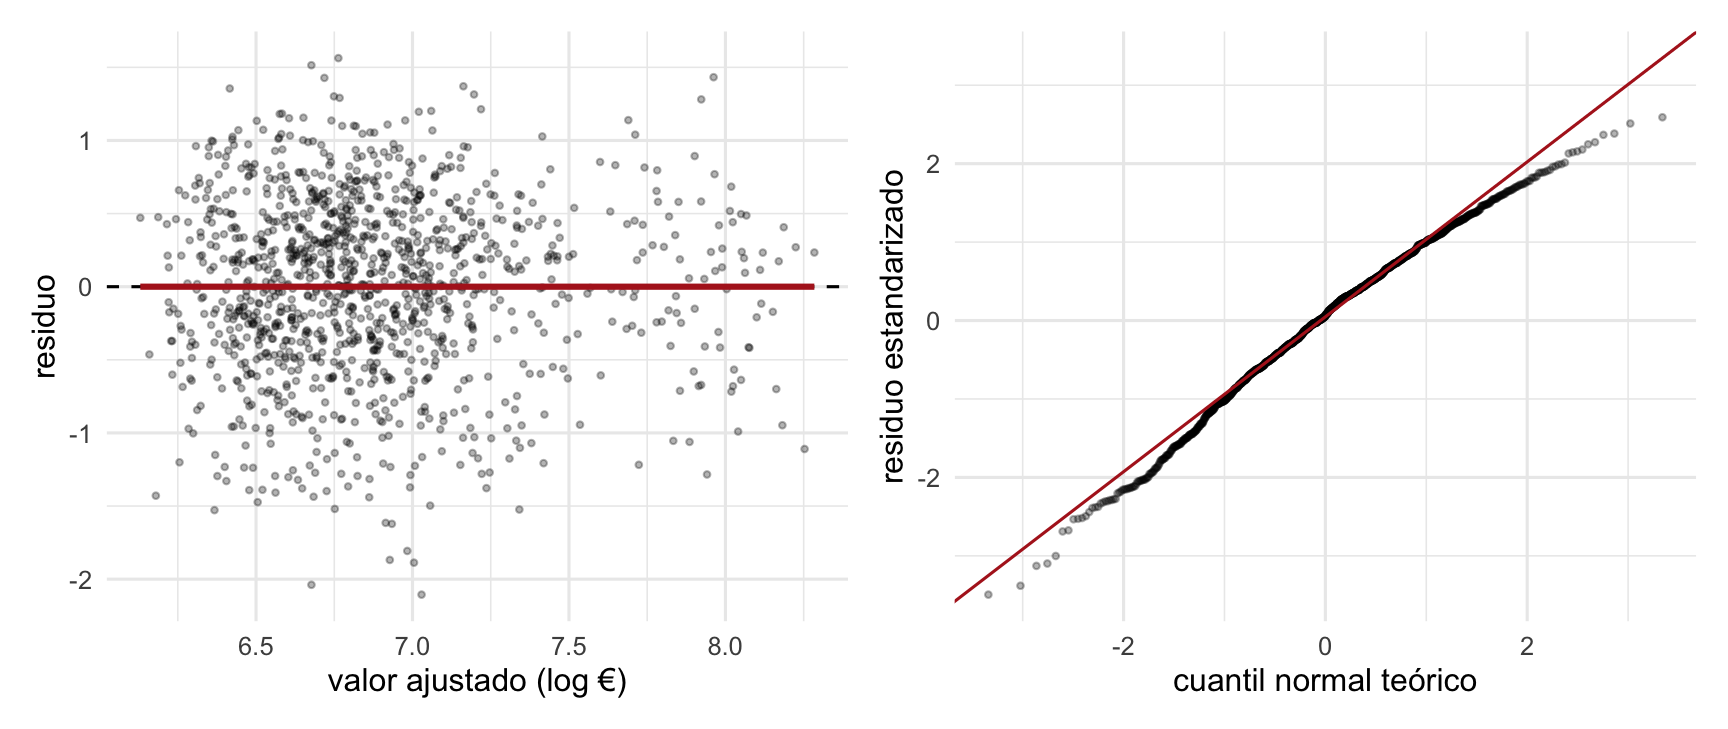 residuo
1
0
-1
-2
6.5 7.0 7.5 8.0
valor ajustado (log €)
residuo estandarizado
2
0
-2
-2 0 2
cuantil normal teórico